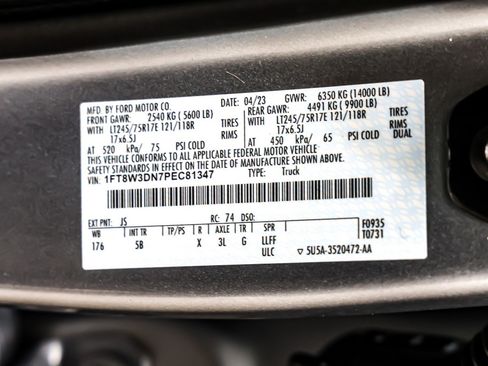 MFD. BY FORD MOTOR CO.
DATE: 04/23 GVWR: 6350 KG (14000 LB)
FRONT GAWR: 2540 KG ( 5600 LB) REAR GAWR: 4491 KG ( 9900 LB)
WITH LT245/75R17E 121/118R TIRES WITH LT245/75R17E 121/118R TIRES
17x6.5J RIMS 17x6.5J RIMS
AT 520 kPa/ 75 PSI COLD AT 450 kPa/ 65 PSI COLD DUAL
THIS VEHICLE CONFORMS TO ALL APPLICABLE FEDERAL MOTOR VEHICLE
SAFETY STANDARDS IN EFFECT ON THE DATE OF MANUFACTURE SHOWN ABOVE.
VIN: 1FT8W3DN7PEC81347 TYPE: Truck
EXT PNT: JS RC: 74 DSO: F0935
WB INT TR TP/PS R AXLE TR SPR T0731
176 5B X 3L G LLFF
ULC ▽ 5U5A-3520472-AA